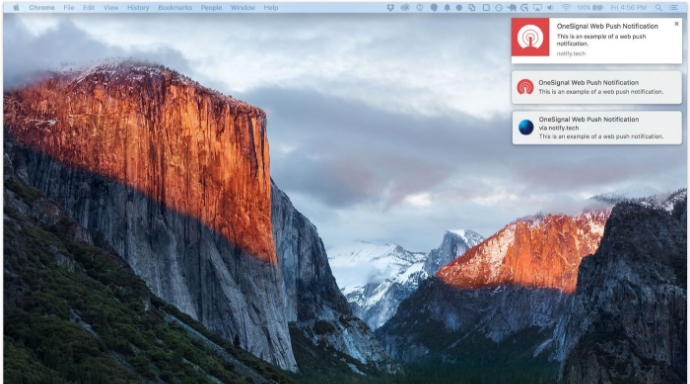 Chrome File Edit View History Bookmarks People Window Help 100% Fri 4:56 PM
OneSignal Web Push Notification
This is an example of a web push
notification.
notify.tech
OneSignal Web Push Notification
This is an example of a web push notification.
OneSignal Web Push Notification
via notify.tech
This is an example of a web push notification.